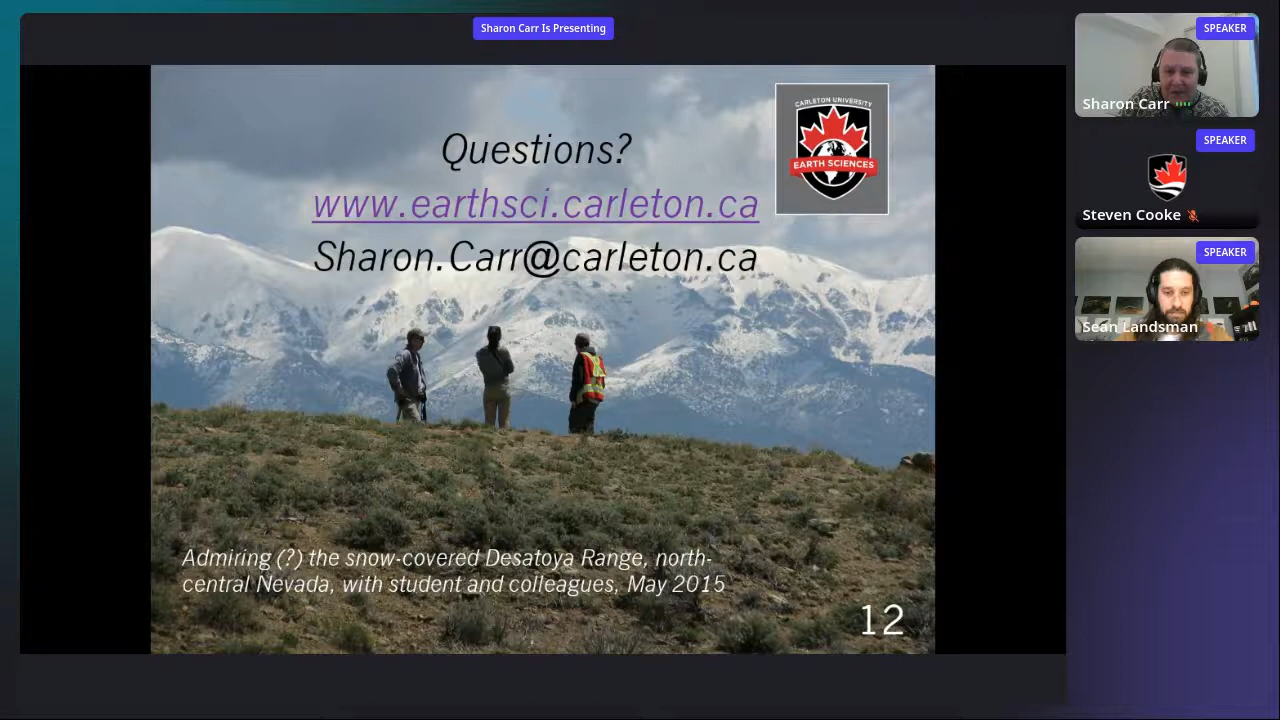 Sharon Carr Is Presenting
Questions?
www.earthsci.carleton.ca
Sharon.Carr@carleton.ca
CARLETON UNIVERSITY
EARTH SCIENCES
Admiring (?) the snow-covered Desatoya Range, north-
central Nevada, with student and colleagues, May 2015
12
SPEAKER
Sharon Carr
SPEAKER
Steven Cooke
SPEAKER
Sean Landsman